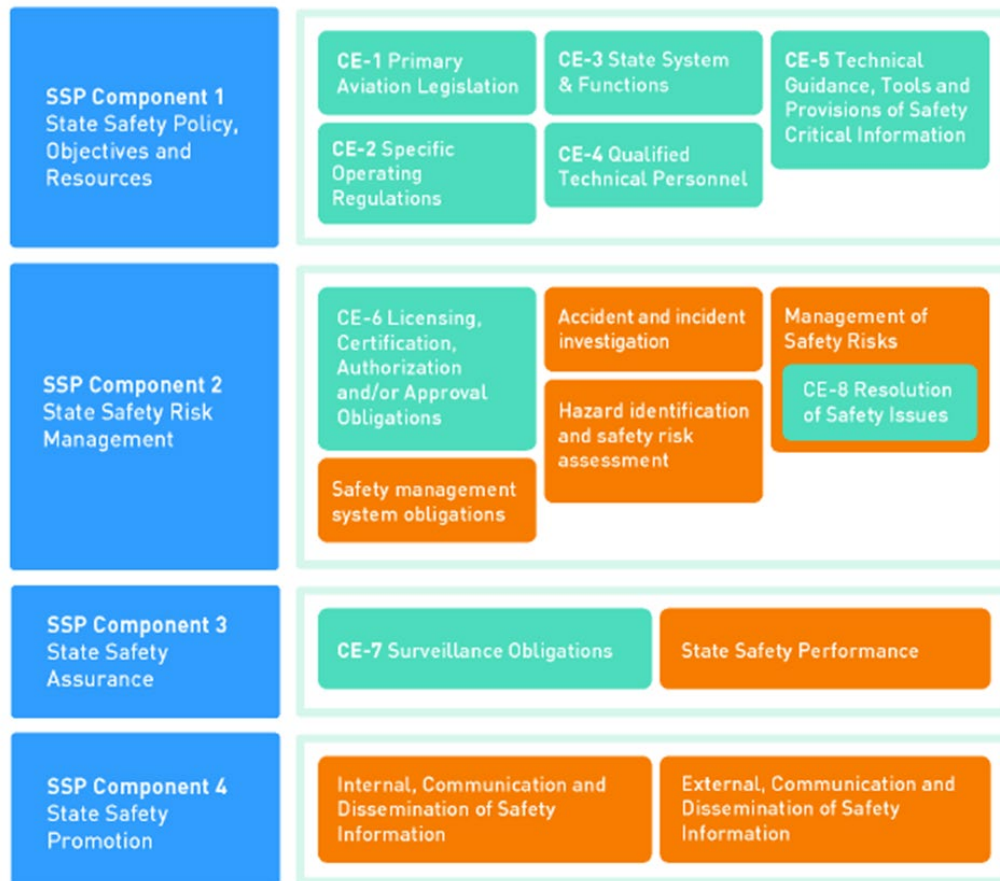 SSP Component 1
State Safety Policy,
Objectives and
Resources
CE-1 Primary
Aviation Legislation
CE-2 Specific
Operating
Regulations
CE-3 State System
& Functions
CE-4 Qualified
Technical Personnel
CE-5 Technical
Guidance, Tools and
Provisions of Safety
Critical Information
SSP Component 2
State Safety Risk
Management
CE-6 Licensing,
Certification,
Authorization
and/or Approval
Obligations
Safety management
system obligations
Accident and incident
investigation
Hazard identification
and safety risk
assessment
Management of
Safety Risks
CE-8 Resolution
of Safety Issues
SSP Component 3
State Safety
Assurance
CE-7 Surveillance Obligations
State Safety Performance
SSP Component 4
State Safety
Promotion
Internal, Communication and
Dissemination of Safety
Information
External, Communication and
Dissemination of Safety
Information